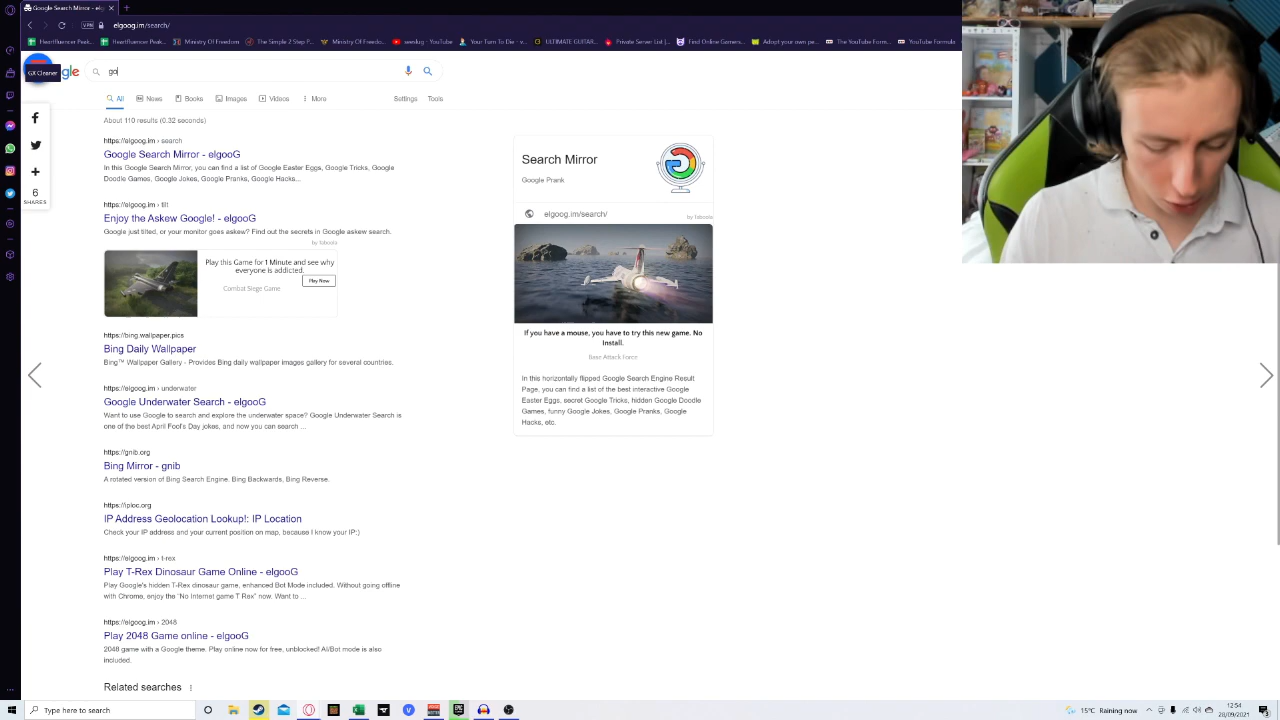 Google Search Mirror - el
VPN
elgoog.im/search/
Heartfluencer Peak...
Heartfluencer Peak...
Ministry Of Freedom
The Simple 2 Step F...
Ministry Of Freedo...
aeeslug - YouTube
Your Turn To Die - v...
ULTIMATE GUITAR...
Private Server List |...
Find Online Gamers...
Adopt your own pe...
The YouTube Form...
YouTube Formula
GX Cleaner
gle
go
All
News
Books
Images
Videos
More
Settings
Tools
About 110 results (0.32 seconds)
6
SHARES
https://elgoog.im › search
Google Search Mirror - elgooG
In this Google Search Mirror, you can find a list of Google Easter Eggs, Google Tricks, Google
Doodle Games, Google Jokes, Google Pranks, Google Hacks...
https://elgoog.im › tilt
Enjoy the Askew Google! - elgooG
Google just tilted, or your monitor goes askew? Find out the secrets in Google askew search.
by Taboola
Play this Game for 1 Minute and see why
everyone is addicted.
Play Now
Combat Siege Game
https://bing.wallpaper.pics
Bing Daily Wallpaper
Bing™ Wallpaper Gallery - Provides Bing daily wallpaper images gallery for several countries.
https://elgoog.im › underwater
Google Underwater Search - elgooG
Want to use Google to search and explore the underwater space? Google Underwater Search is
one of the best April Fool's Day jokes, and now you can search ...
https://gnib.org
Bing Mirror - gnib
A rotated version of Bing Search Engine. Bing Backwards, Bing Reverse.
https://iploc.org
IP Address Geolocation Lookup!: IP Location
Check your IP address and your current position on map, because I know your IP:)
https://elgoog.im › t-rex
Play T-Rex Dinosaur Game Online - elgooG
Play Google's hidden T-Rex dinosaur game, enhanced Bot Mode included. Without going offline
with Chrome, enjoy the "No Internet game T Rex" now. Want to ...
https://elgoog.im › 2048
Play 2048 Game online - elgooG
2048 game with a Google theme. Play online now for free, unblocked! AI/Bot mode is also
included.
Related searches
Search Mirror
Google Prank
elgoog.im/search/
by Taboola
If you have a mouse, you have to try this new game. No
Install.
Base Attack Force
In this horizontally flipped Google Search Engine Result
Page, you can find a list of the best interactive Google
Easter Eggs, secret Google Tricks, hidden Google Doodle
Games, funny Google Jokes, Google Pranks, Google
Hacks, etc.
Type here to search
15°C Raining now
12:54
20/09/2021